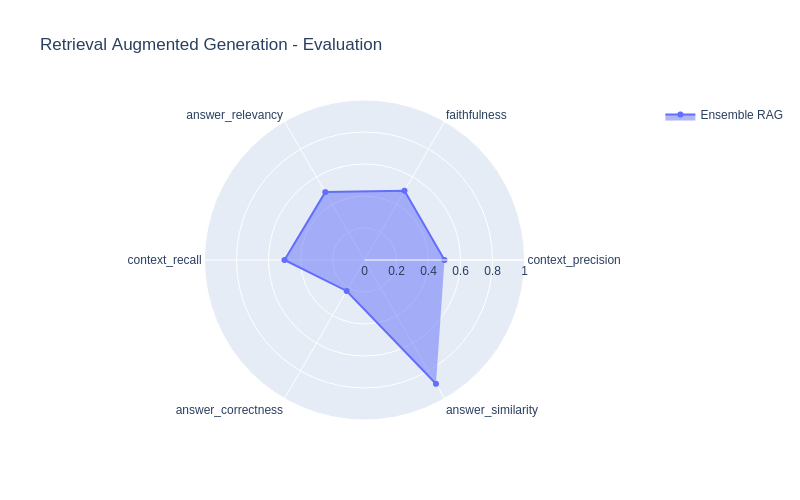 Retrieval Augmented Generation - Evaluation
answer_relevancy
faithfulness
Ensemble RAG
context_recall
context_precision
0 0.2 0.4 0.6 0.8 1
answer_correctness
answer_similarity